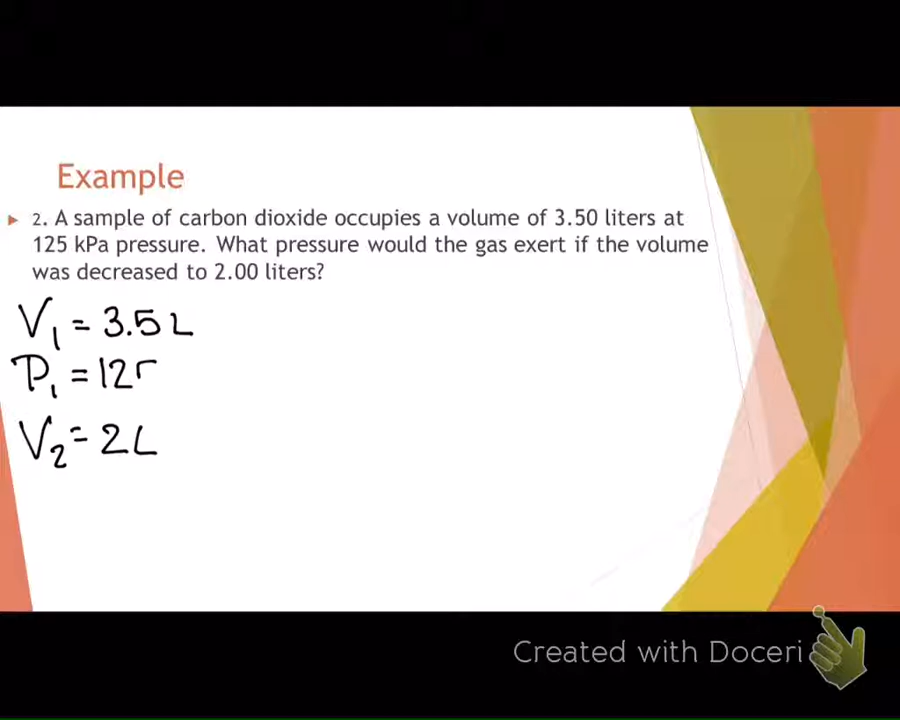 Example
2. A sample of carbon dioxide occupies a volume of 3.50 liters at
125 kPa pressure. What pressure would the gas exert if the volume
was decreased to 2.00 liters?
V₁ = 3.5 L
P₁ = 12
V₂ = 2 L
Created with Doceri